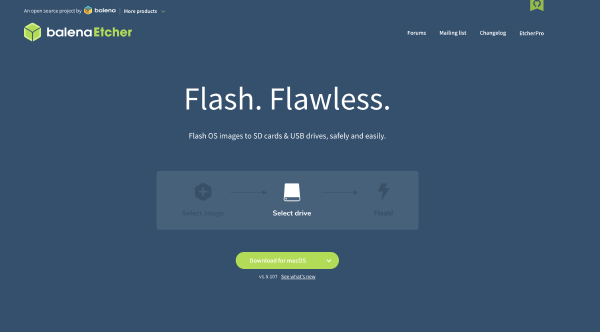 An open source project by balena | More products
balenaEtcher
Forums Mailing list Changelog EtcherPro
Flash. Flawless.
Flash OS images to SD cards & USB drives, safely and easily.
Select image Select drive Flash!
Download for macOS
v1.5.107 See what's new